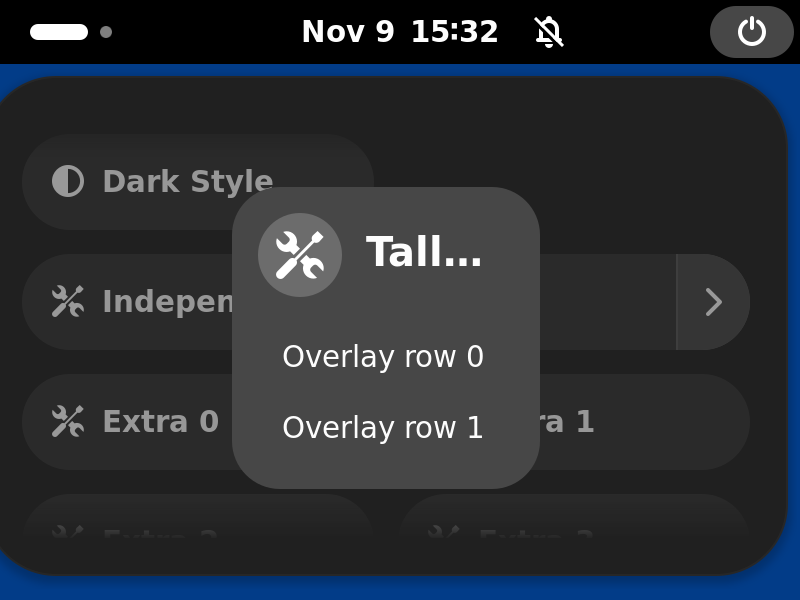 Nov 9 15:32
Dark Style
Tall…
Indepen
Overlay row 0
Extra 0
ra 1
Overlay row 1